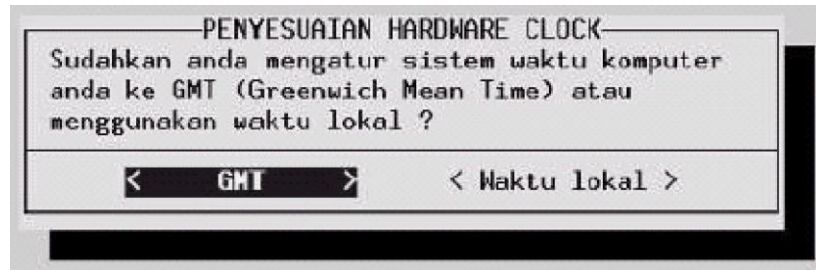 PENYESUAIAN HARDWARE CLOCK
Sudahkan anda mengatur sistem waktu komputer
anda ke GMT (Greenwich Mean Time) atau
menggunakan waktu lokal ?
< GMT > < Waktu lokal >